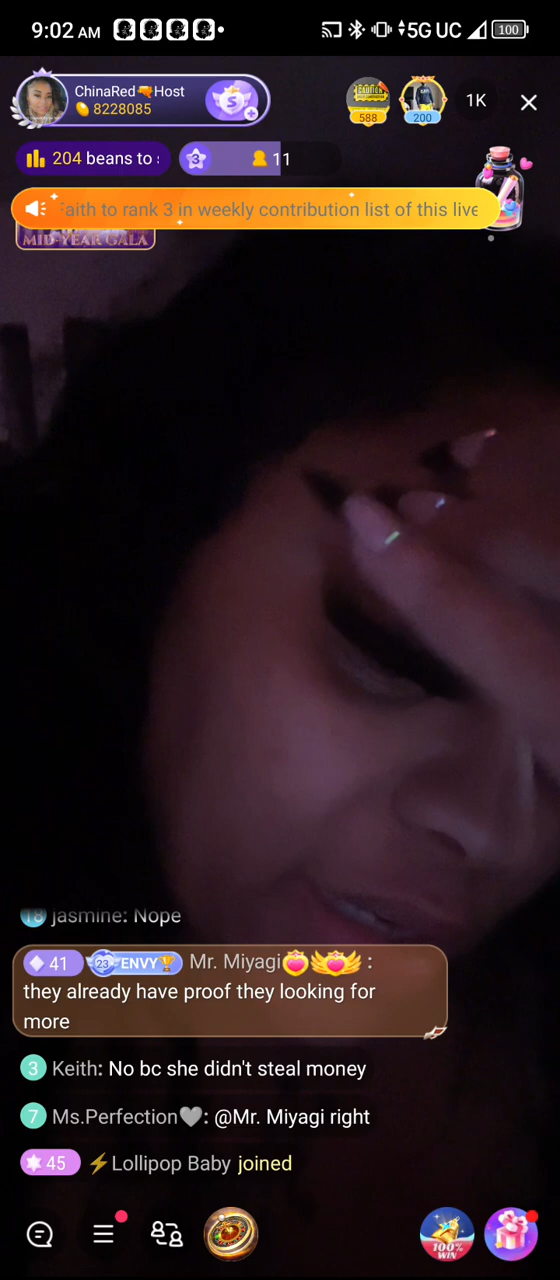 9:02 AM
5G UC
100
ChinaRed🔫Host
8228085
S
CAUTION
588
200
1K
204 beans to
3
11
Faith to rank 3 in weekly contribution list of this live
MID-YEAR GALA
18 jasmine: Nope
41 23 ENVY🏆 Mr. Miyagi :
they already have proof they looking for
more
3 Keith: No bc she didn't steal money
7 Ms.Perfection🩶: @Mr. Miyagi right
45 ⚡Lollipop Baby joined
100%
WIN